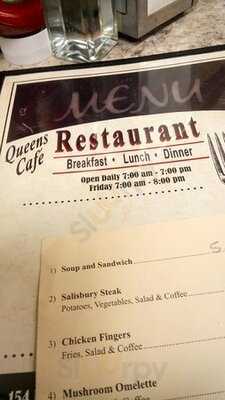 MENU
Queens
Cafe
Restaurant
Breakfast • Lunch • Dinner
Open Daily 7:00 am - 7:00 pm
Friday 7:00 am - 8:00 pm
1) Soup and Sandwich
2) Salisbury Steak
Potatoes, Vegetables, Salad & Coffee
3) Chicken Fingers
Fries, Salad & Coffee
4) Mushroom Omelette
154